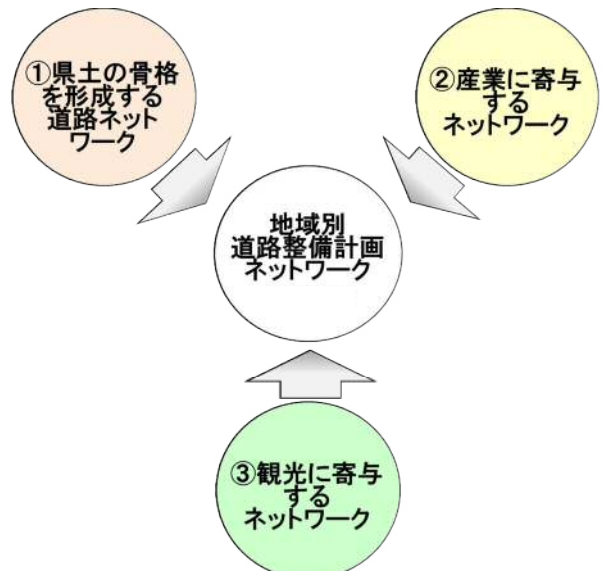 ①県土の骨格
を形成する
道路ネット
ワーク
②産業に寄与
する
ネットワーク
地域別
道路整備計画
ネットワーク
③観光に寄与
する
ネットワーク